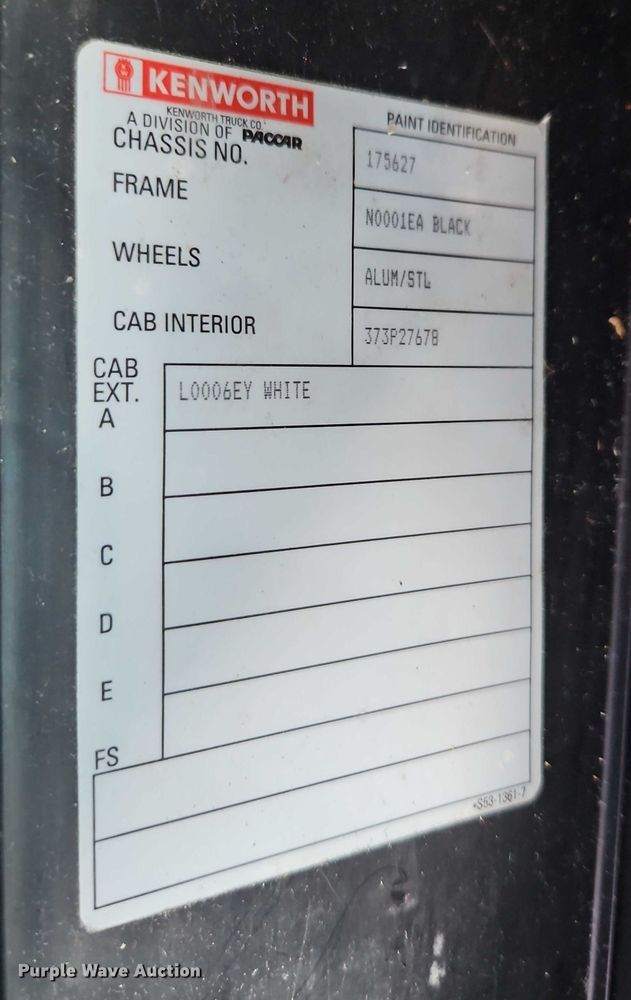 KENWORTH
KENWORTH TRUCK CO.
A DIVISION OF PACCAR
PAINT IDENTIFICATION
CHASSIS NO. 175627
FRAME N0001EA BLACK
WHEELS ALUM/STL
CAB INTERIOR 373P27678
CAB
EXT.
A L0006EY WHITE
B
C
D
E
FS
*S53-1361-7
Purple Wave Auction